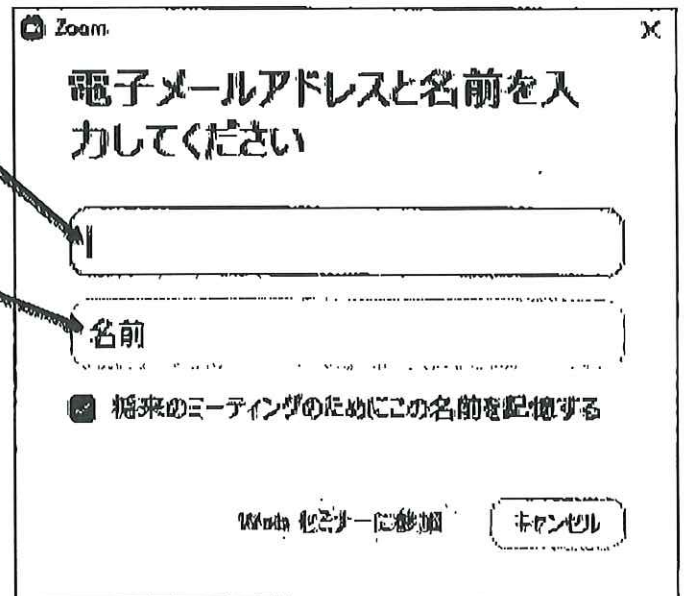 Zoom
電子メールアドレスと名前を入
力してください
名前
将来のミーティングのためにこの名前を記憶する
Web セミナーに参加
キャンセル